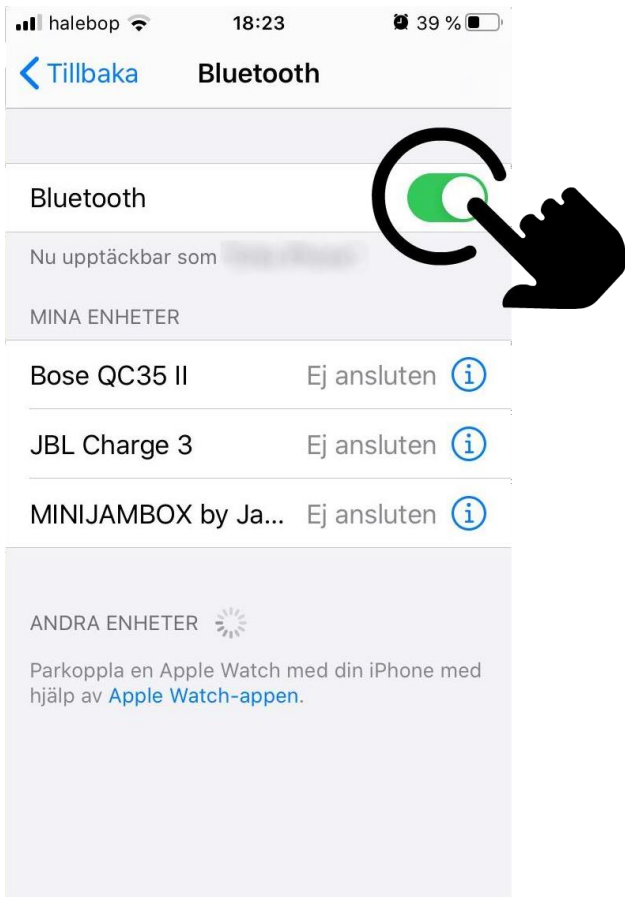 halebop 18:23 39 %
Tillbaka Bluetooth
Bluetooth
Nu upptäckbar som
MINA ENHETER
Bose QC35 II Ej ansluten
JBL Charge 3 Ej ansluten
MINIJAMBOX by Ja... Ej ansluten
ANDRA ENHETER
Parkoppla en Apple Watch med din iPhone med
hjälp av Apple Watch-appen.